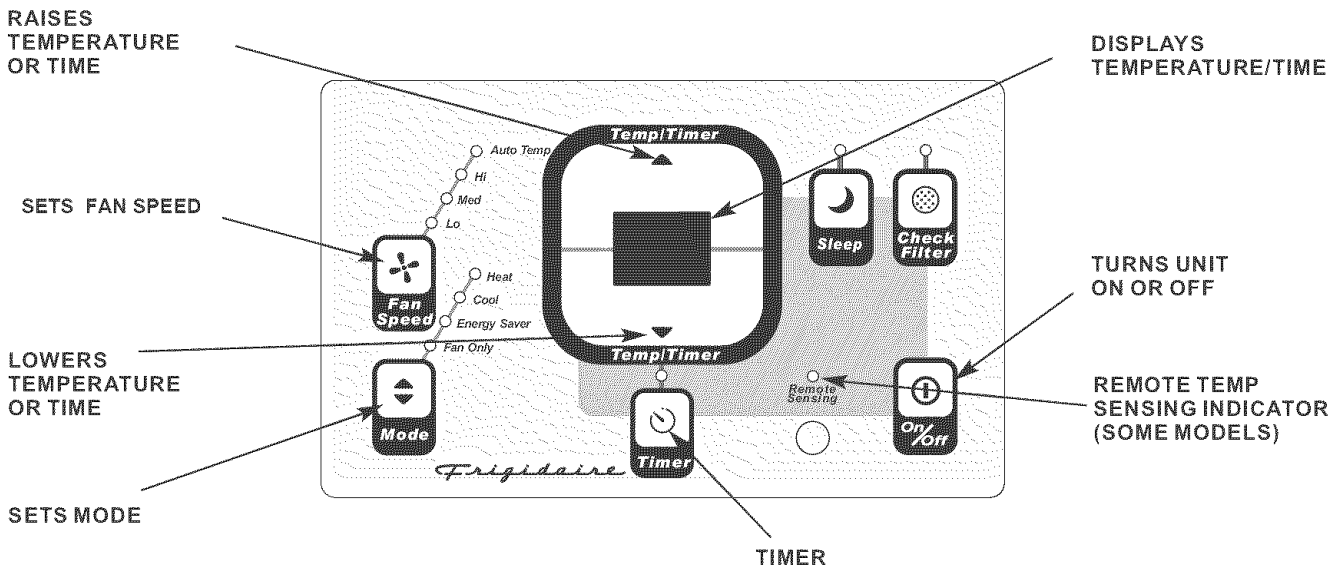 RAISES
TEMPERATURE
OR TIME
DISPLAYS
TEMPERATURE/TIME
Temp/Timer
Auto Temp
Hi
Med
Lo
SETS FAN SPEED
Fan
Speed
Sleep
Check
Filter
TURNS UNIT
ON OR OFF
Heat
Cool
Energy Saver
Fan Only
Temp/Timer
LOWERS
TEMPERATURE
OR TIME
Mode
Remote
Sensing
On/Off
REMOTE TEMP
SENSING INDICATOR
(SOME MODELS)
Timer
Frigidaire
SETS MODE
TIMER